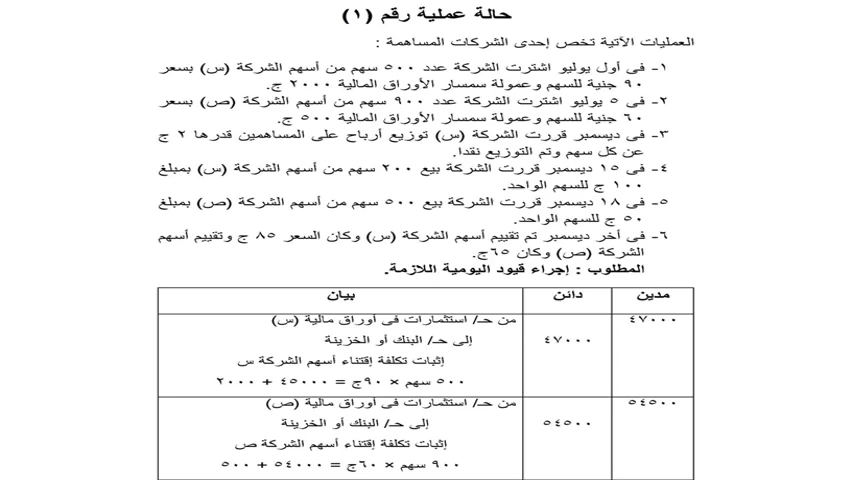 حالة عملية رقم (١)
العمليات الآتية تخص إحدى الشركات المساهمة :
١- فى أول يوليو اشترت الشركة عدد ٥٠٠ سهم من أسهم الشركة (س) بسعر
٩٠ جنية للسهم وعمولة سمسار الأوراق المالية ٢٠٠٠ ج.
٢- فى ٥ يوليو اشترت الشركة عدد ٩٠٠ سهم من أسهم الشركة (ص) بسعر
٦٠ جنية للسهم وعمولة سمسار الأوراق المالية ٥٠٠ ج.
٣- فى ديسمبر قررت الشركة (س) توزيع أرباح على المساهمين قدرها ٢ ج
عن كل سهم وتم التوزيع نقدا.
٤- فى ١٥ ديسمبر قررت الشركة بيع ٢٠٠ سهم من أسهم الشركة (س) بمبلغ
١٠٠ ج للسهم الواحد.
٥- فى ١٨ ديسمبر قررت الشركة بيع ٥٠٠ سهم من أسهم الشركة (ص) بمبلغ
٥٠ ج للسهم الواحد.
٦- فى أخر ديسمبر تم تقييم أسهم الشركة (س) وكان السعر ٨٥ ج وتقييم أسهم
الشركة (ص) وكان ٦٥ج.
المطلوب : إجراء قيود اليومية اللازمة.
مدين دائن بيان
٤٧٠٠٠ من حـ/ استثمارات فى أوراق مالية (س)
٤٧٠٠٠ إلى حـ/ البنك أو الخزينة
إثبات تكلفة إقتناء أسهم الشركة س
٥٠٠ سهم × ٩٠ج = ٤٥٠٠٠ + ٢٠٠٠
٥٤٥٠٠ من حـ/ استثمارات فى أوراق مالية (ص)
٥٤٥٠٠ إلى حـ/ البنك أو الخزينة
إثبات تكلفة إقتناء أسهم الشركة ص
٩٠٠ سهم × ٦٠ج = ٥٤٠٠٠ + ٥٠٠